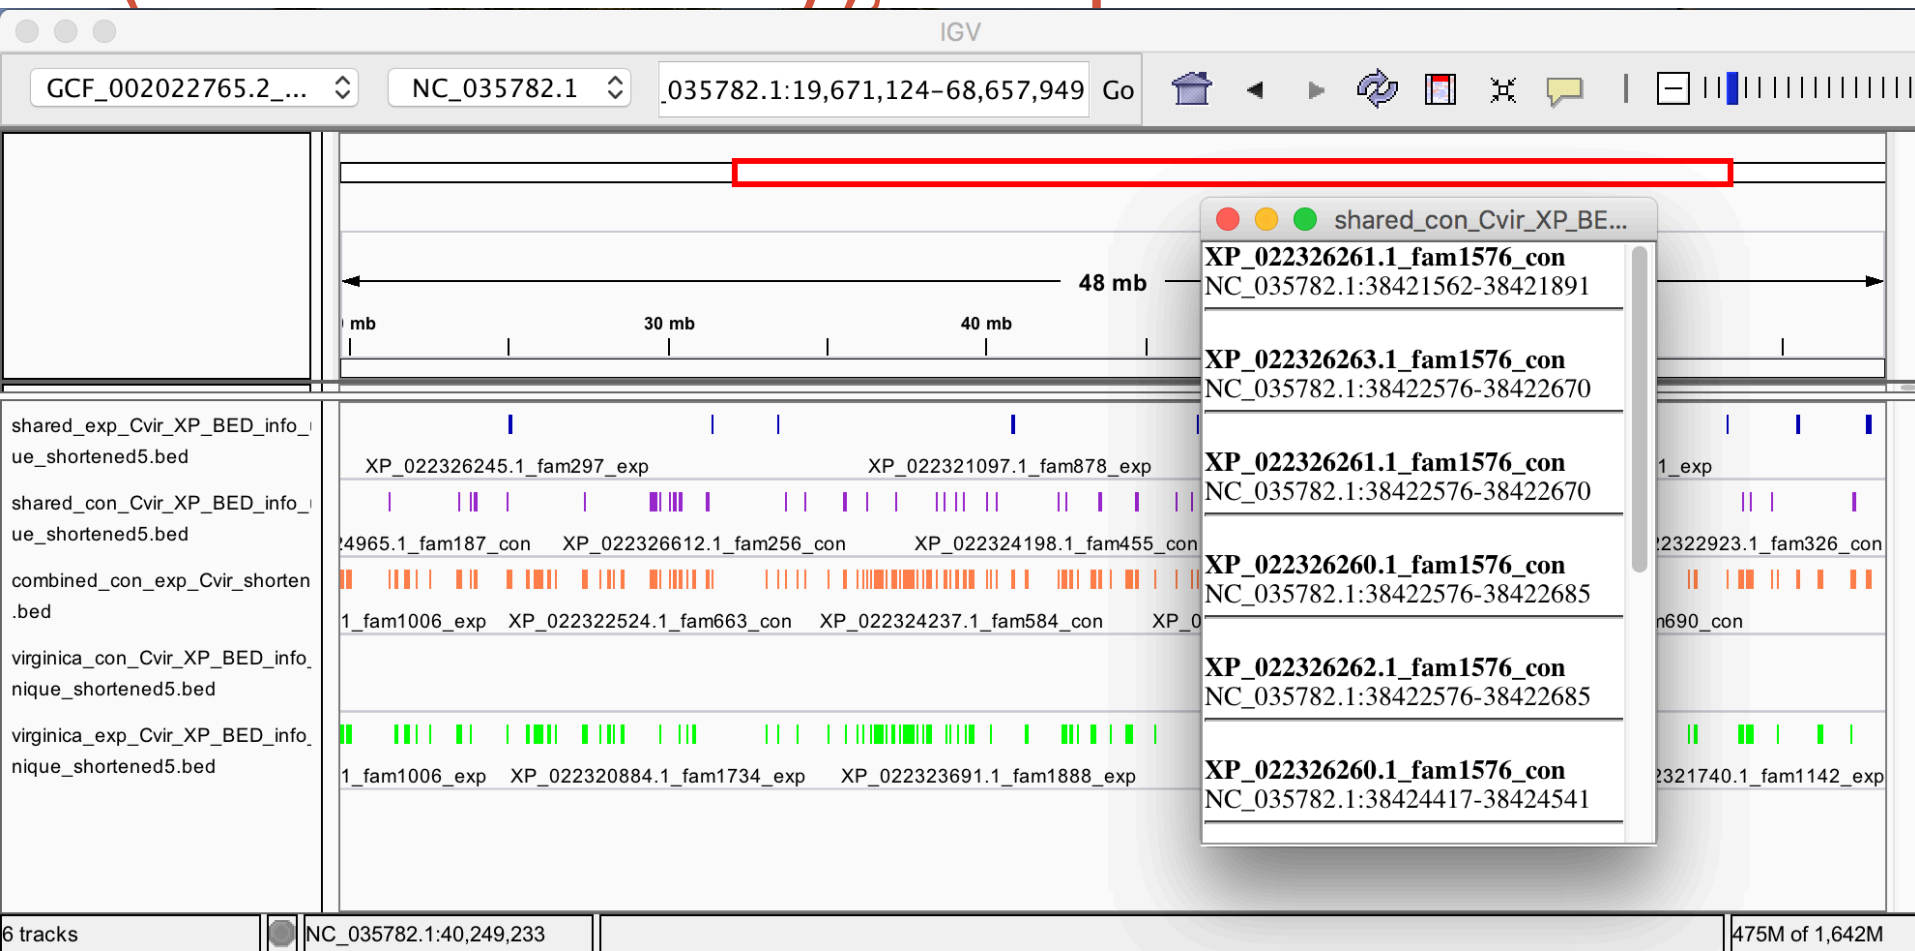 IGV
GCF_002022765.2_...
NC_035782.1
035782.1:19,671,124-68,657,949
Go
shared_con_Cvir_XP_BE...
48 mb
mb
30 mb
40 mb
XP_022326261.1_fam1576_con
NC_035782.1:38421562-38421891
XP_022326263.1_fam1576_con
NC_035782.1:38422576-38422670
XP_022326261.1_fam1576_con
NC_035782.1:38422576-38422670
XP_022326260.1_fam1576_con
NC_035782.1:38422576-38422685
XP_022326262.1_fam1576_con
NC_035782.1:38422576-38422685
XP_022326260.1_fam1576_con
NC_035782.1:38424417-38424541
shared_exp_Cvir_XP_BED_info_
ue_shortened5.bed
XP_022326245.1_fam297_exp
XP_022321097.1_fam878_exp
1_exp
shared_con_Cvir_XP_BED_info_
ue_shortened5.bed
24965.1_fam187_con
XP_022326612.1_fam256_con
XP_022324198.1_fam455_con
22322923.1_fam326_con
combined_con_exp_Cvir_shorten
.bed
1_fam1006_exp
XP_022322524.1_fam663_con
XP_022324237.1_fam584_con
XP_0
n690_con
virginica_con_Cvir_XP_BED_info_
nique_shortened5.bed
virginica_exp_Cvir_XP_BED_info_
nique_shortened5.bed
1_fam1006_exp
XP_022320884.1_fam1734_exp
XP_022323691.1_fam1888_exp
2321740.1_fam1142_exp
6 tracks
NC_035782.1:40,249,233
475M of 1,642M